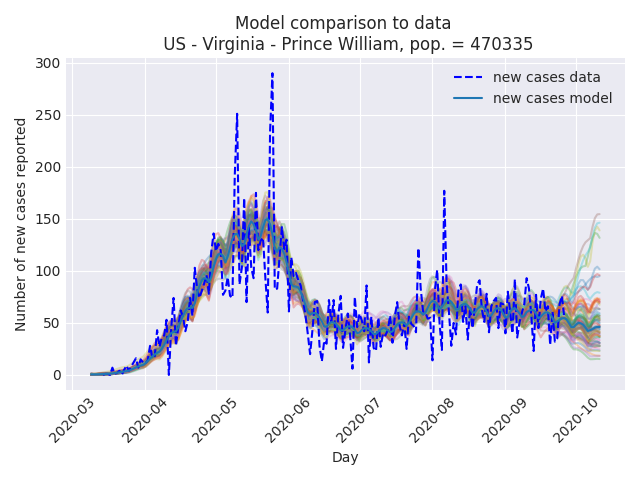 Model comparison to data
US - Virginia - Prince William, pop. = 470335
new cases data
new cases model
Number of new cases reported
300
250
200
150
100
50
0
2020-03
2020-04
2020-05
2020-06
2020-07
2020-08
2020-09
2020-10
Day